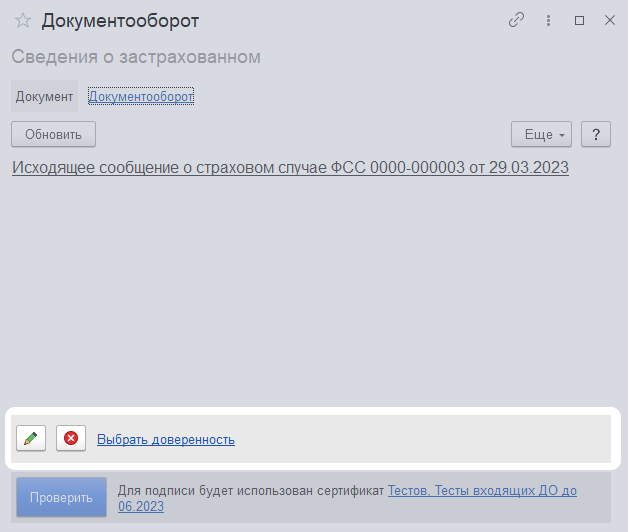 Документооборот
Сведения о застрахованном
Документ Документооборот
Обновить Еще ?
Исходящее сообщение о страховом случае ФСС 0000-000003 от 29.03.2023
Выбрать доверенность
Проверить Для подписи будет использован сертификат Тестов, Тесты входящих ДО до
06.2023